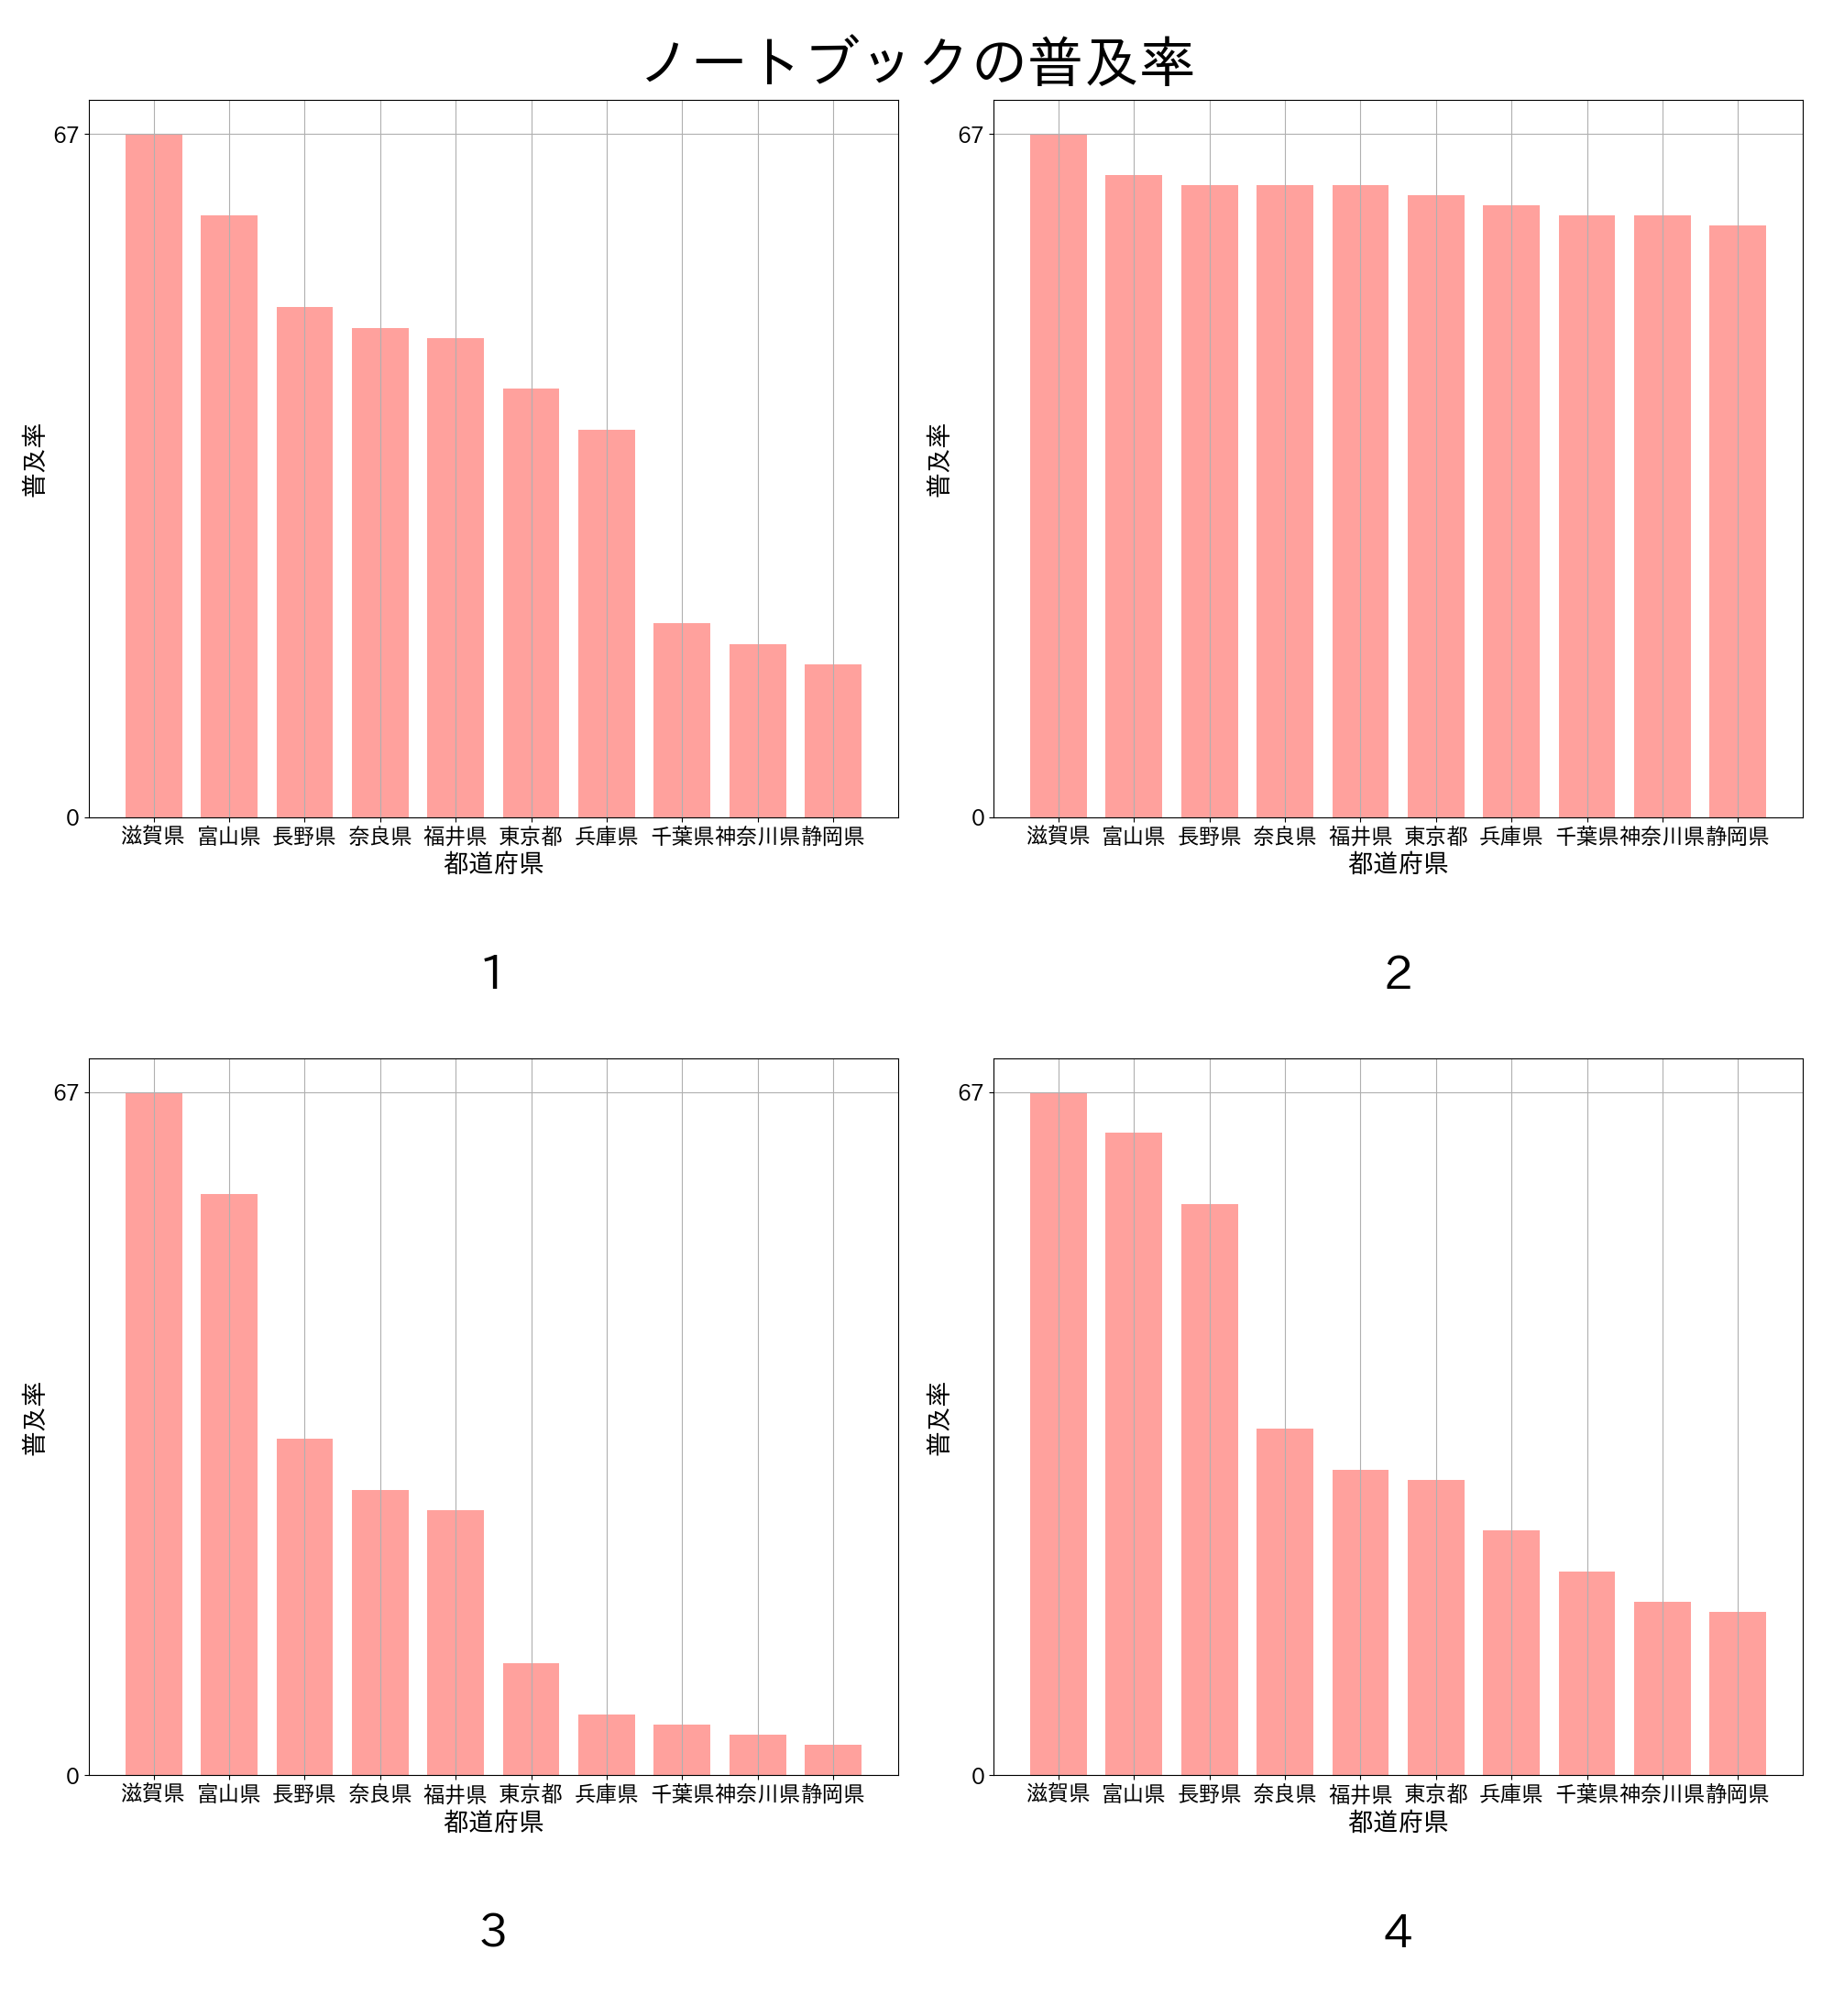 ノートブックの普及率
67
普及率
0
滋賀県 富山県 長野県 奈良県 福井県 東京都 兵庫県 千葉県 神奈川県 静岡県
都道府県
1
67
普及率
0
滋賀県 富山県 長野県 奈良県 福井県 東京都 兵庫県 千葉県 神奈川県 静岡県
都道府県
2
67
普及率
0
滋賀県 富山県 長野県 奈良県 福井県 東京都 兵庫県 千葉県 神奈川県 静岡県
都道府県
3
67
普及率
0
滋賀県 富山県 長野県 奈良県 福井県 東京都 兵庫県 千葉県 神奈川県 静岡県
都道府県
4